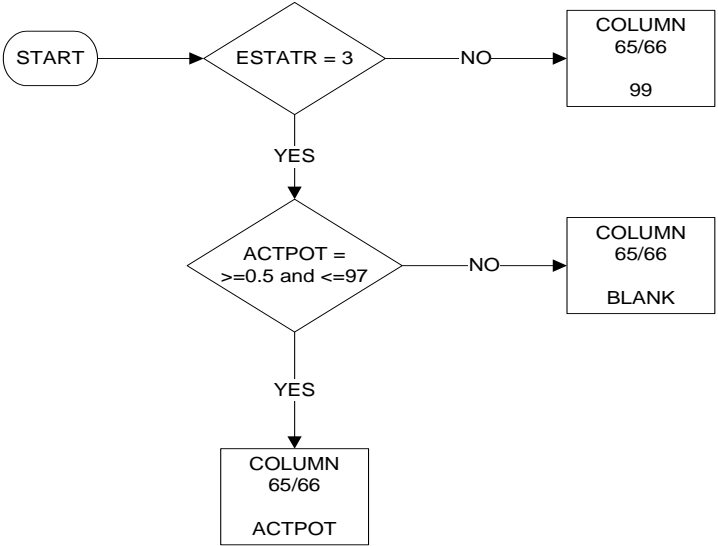 START
ESTATR = 3
NO
COLUMN
65/66
99
YES
ACTPOT =
>=0.5 and <=97
NO
COLUMN
65/66
BLANK
YES
COLUMN
65/66
ACTPOT